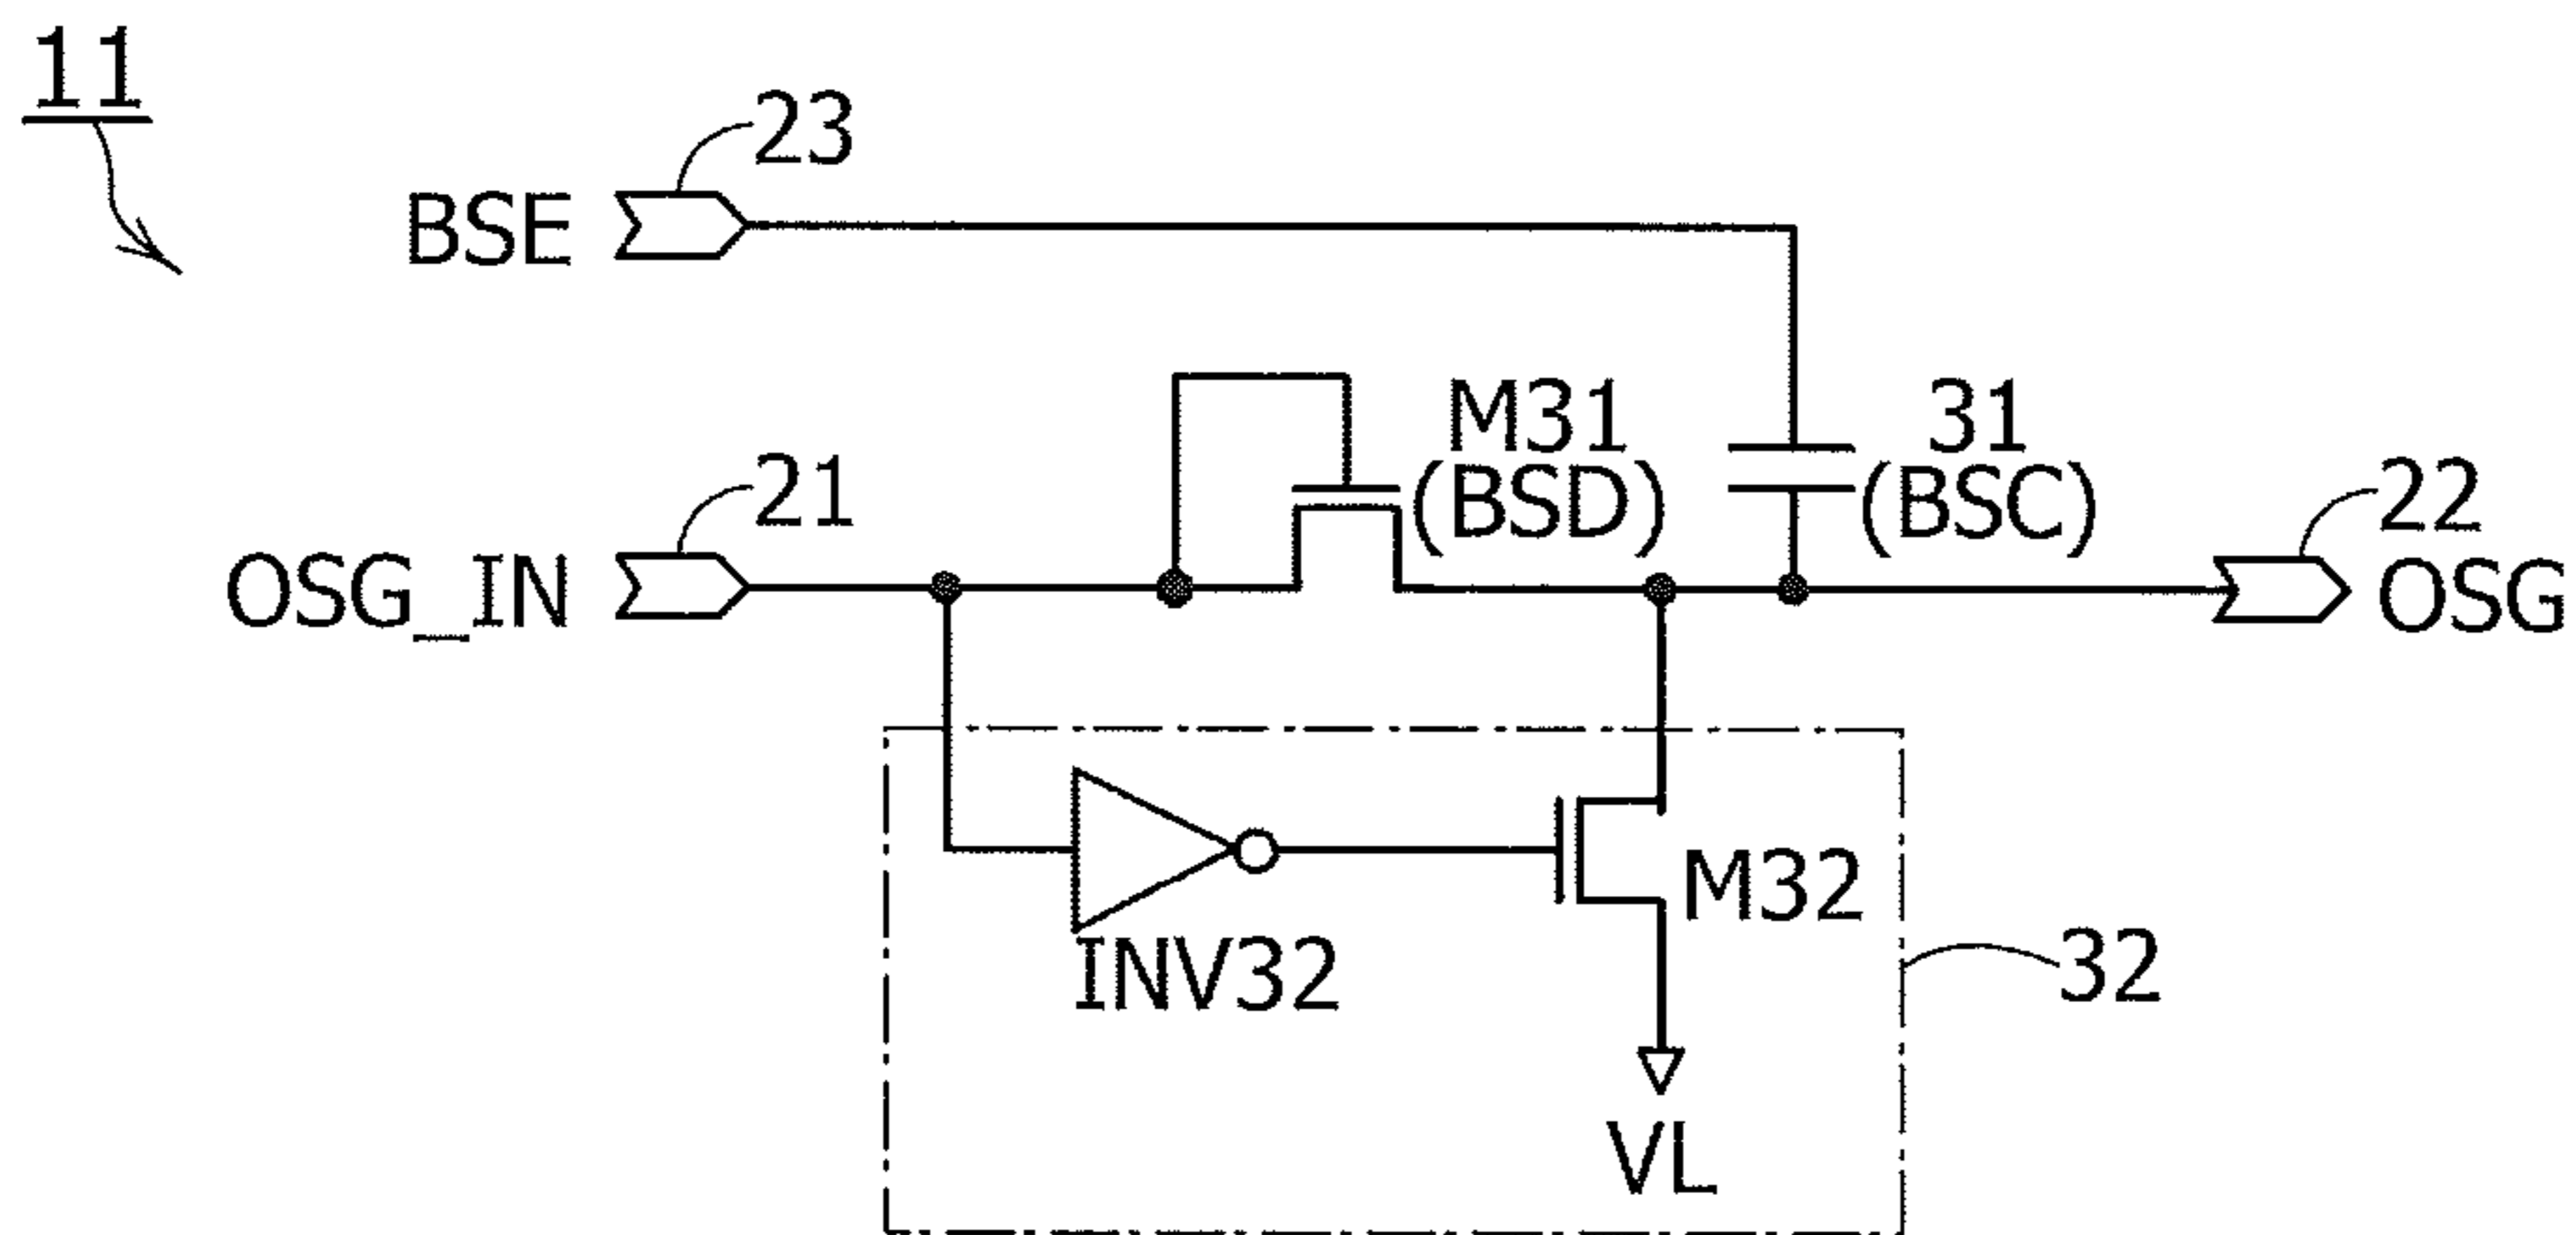 11
23
BSE
M31
(BSD)
31
(BSC)
21
22
OSG_IN
OSG
M32
INV32
32
VL